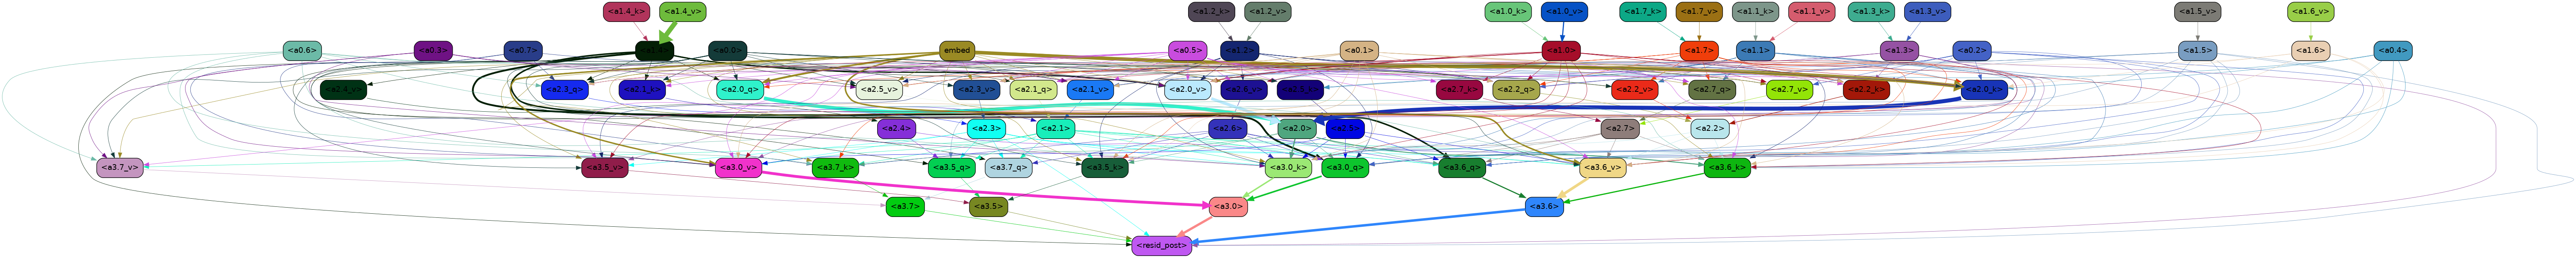 <a1.4_k> <a1.4_v> <a1.2_k> <a1.2_v> <a1.0_k> <a1.0_v> <a1.7_k> <a1.7_v> <a1.1_k> <a1.1_v> <a1.3_k> <a1.3_v> <a1.5_v> <a1.6_v>
<a0.6> <a0.3> <a0.7> <a0.0> embed <a0.5> <a1.2> <a0.1> <a1.0> <a1.7> <a1.1> <a1.3> <a0.2> <a1.5> <a1.6> <a0.4>
<a2.4_v> <a2.3_q> <a2.1_k> <a2.0_q> <a2.5_v> <a2.3_v> <a2.1_q> <a2.1_v> <a2.0_v> <a2.6_v> <a2.7_k> <a2.2_q> <a2.2_v> <a2.7_q> <a2.7_v> <a2.2_k> <a2.0_k>
<a2.4> <a2.3> <a2.1> <a2.6> <a2.0> <a2.7> <a2.2>
<a3.7_v> <a3.5_v> <a3.0_v> <a3.7_k> <a3.5_q> <a3.7_q> <a3.5_k> <a3.0_k> <a3.0_q> <a3.6_q> <a3.6_v> <a3.6_k>
<a3.7> <a3.5> <a3.0> <a3.6>
<resid_post>